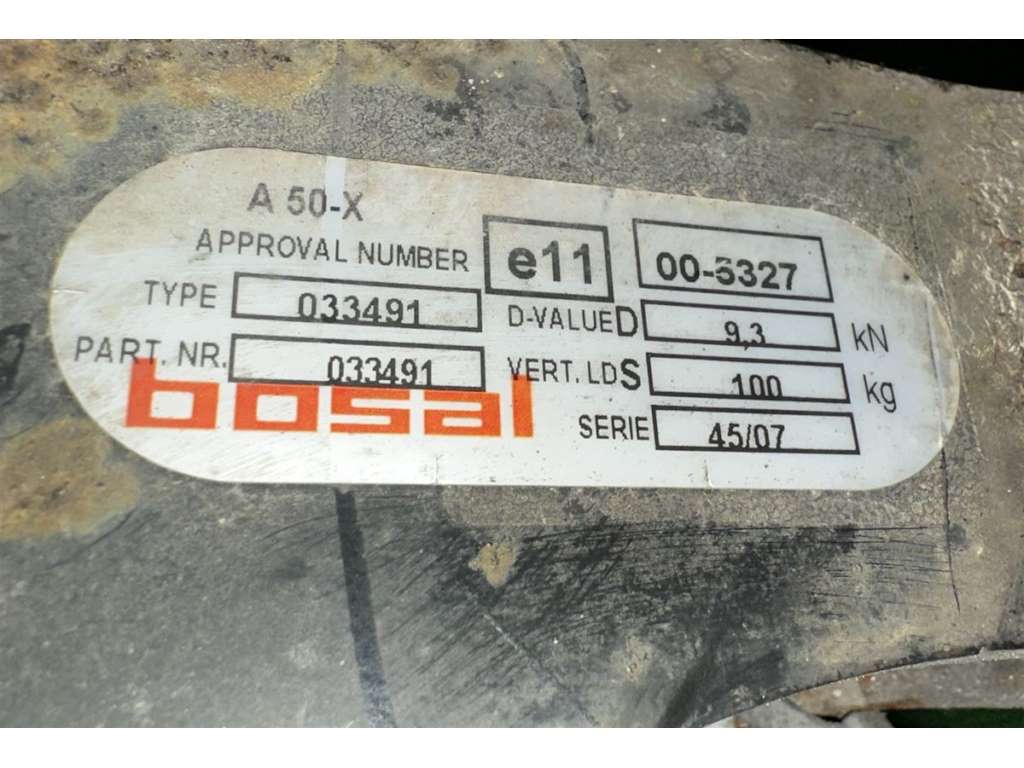 A 50-X
APPROVAL NUMBER e11 00-5327
TYPE 033491 D-VALUE D 9,3 kN
PART. NR. 033491 VERT. LD S 100 kg
bosal SERIE 45/07